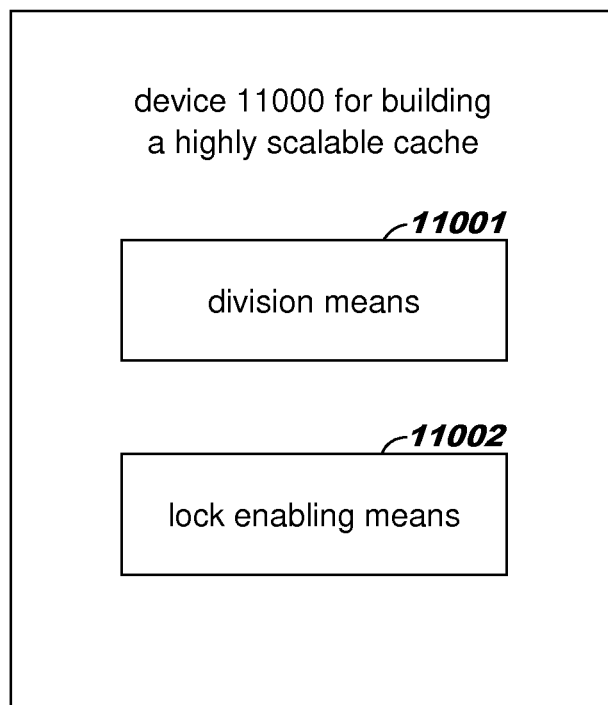 device 11000 for building
a highly scalable cache
11001
division means
11002
lock enabling means